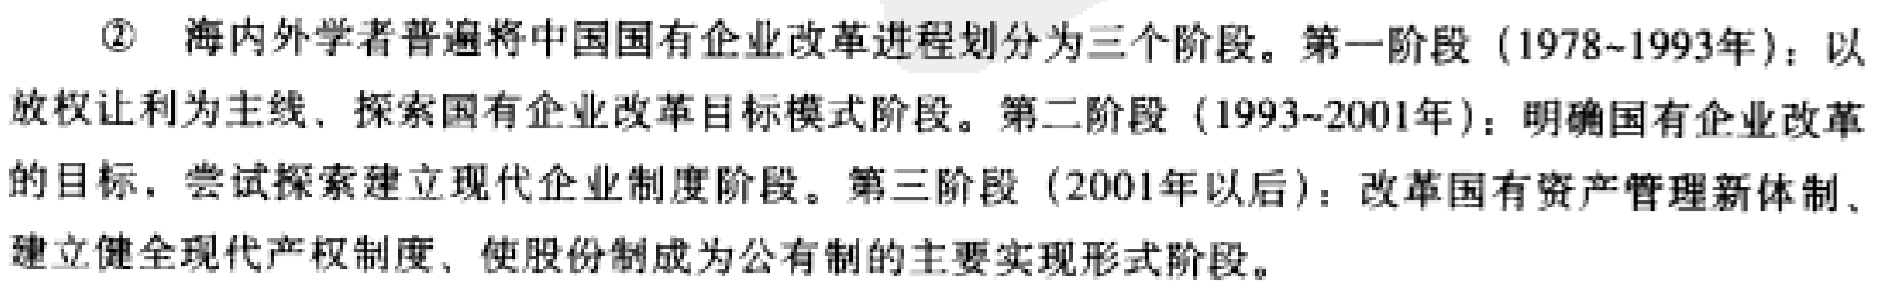 ② 海内外学者普遍将中国国有企业改革进程划分为三个阶段。第一阶段（1978~1993年）：以
放权让利为主线、探索国有企业改革目标模式阶段。第二阶段（1993~2001年）：明确国有企业改革
的目标，尝试探索建立现代企业制度阶段。第三阶段（2001年以后）：改革国有资产管理新体制、
建立健全现代产权制度、使股份制成为公有制的主要实现形式阶段。